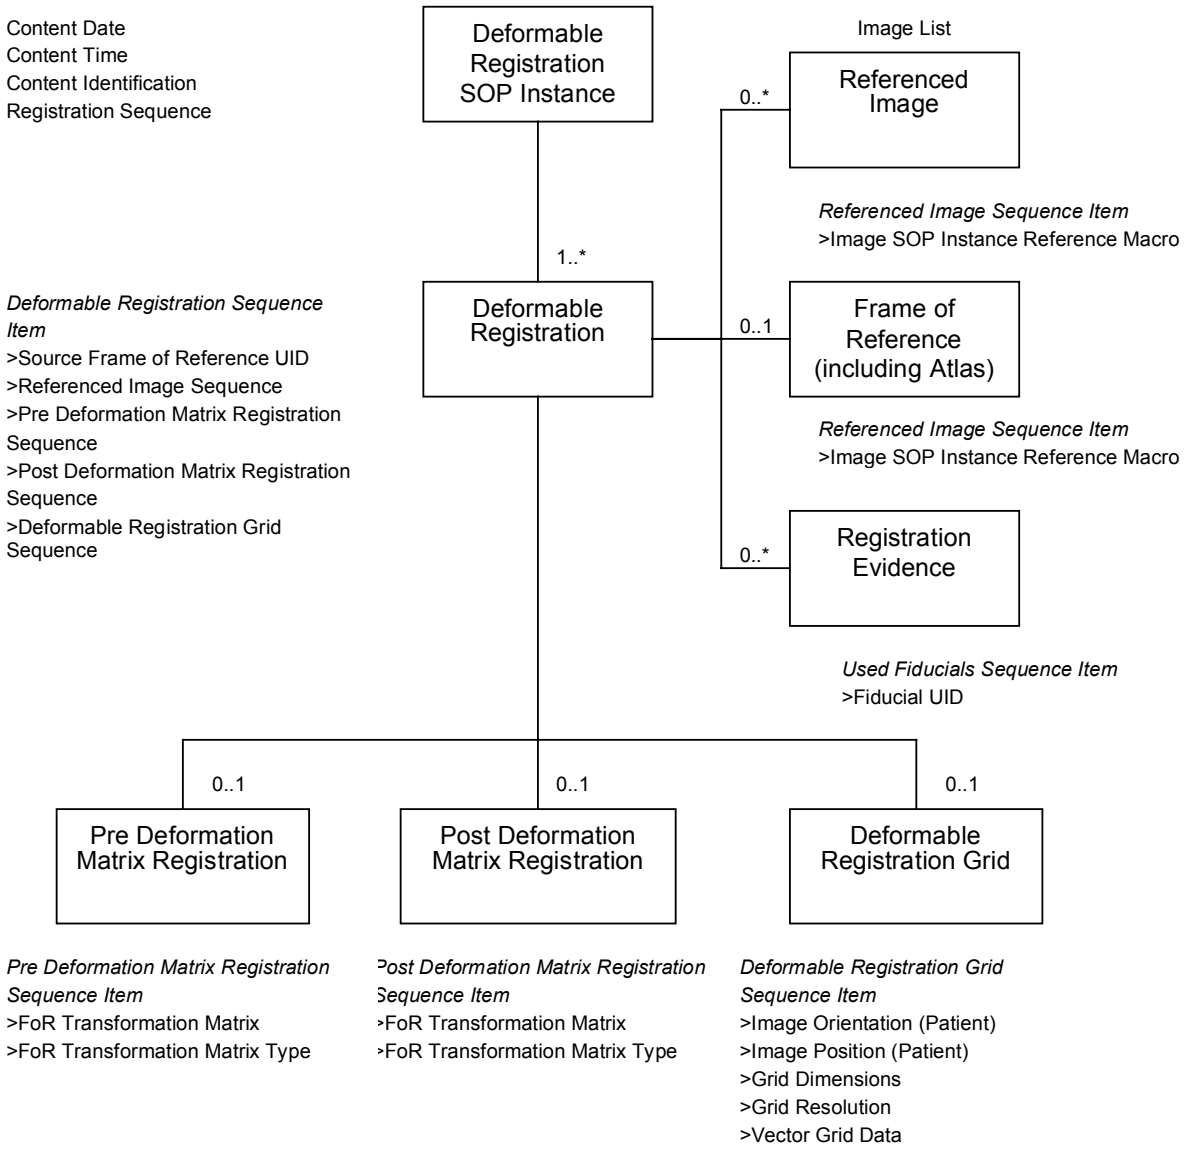 Content Date
Content Time
Content Identification
Registration Sequence
Deformable
Registration
SOP Instance
Image List
Referenced
Image
0..*
Referenced Image Sequence Item
>Image SOP Instance Reference Macro
1..*
Deformable Registration Sequence
Item
>Source Frame of Reference UID
>Referenced Image Sequence
>Pre Deformation Matrix Registration
Sequence
>Post Deformation Matrix Registration
Sequence
>Deformable Registration Grid
Sequence
Deformable
Registration
0..1
Frame of
Reference
(including Atlas)
Referenced Image Sequence Item
>Image SOP Instance Reference Macro
0..*
Registration
Evidence
Used Fiducials Sequence Item
>Fiducial UID
0..1
0..1
0..1
Pre Deformation
Matrix Registration
Post Deformation
Matrix Registration
Deformable
Registration Grid
Pre Deformation Matrix Registration
Sequence Item
>FoR Transformation Matrix
>FoR Transformation Matrix Type
Post Deformation Matrix Registration
Sequence Item
>FoR Transformation Matrix
>FoR Transformation Matrix Type
Deformable Registration Grid
Sequence Item
>Image Orientation (Patient)
>Image Position (Patient)
>Grid Dimensions
>Grid Resolution
>Vector Grid Data